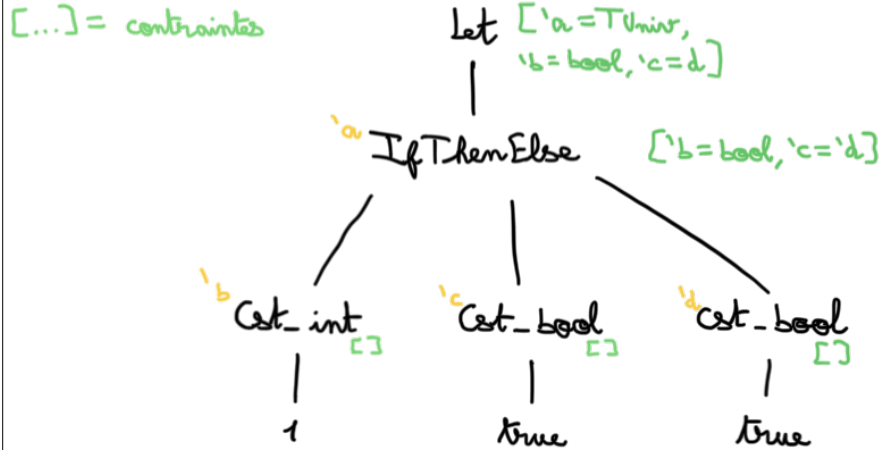 [...] = contraintes
Let ['a = TUniv,
'b = bool, 'c = d]
'a IfThenElse ['b = bool, 'c = 'd]
'b Cst_int [] 'c Cst_bool [] 'd Cst_bool []
1 true true